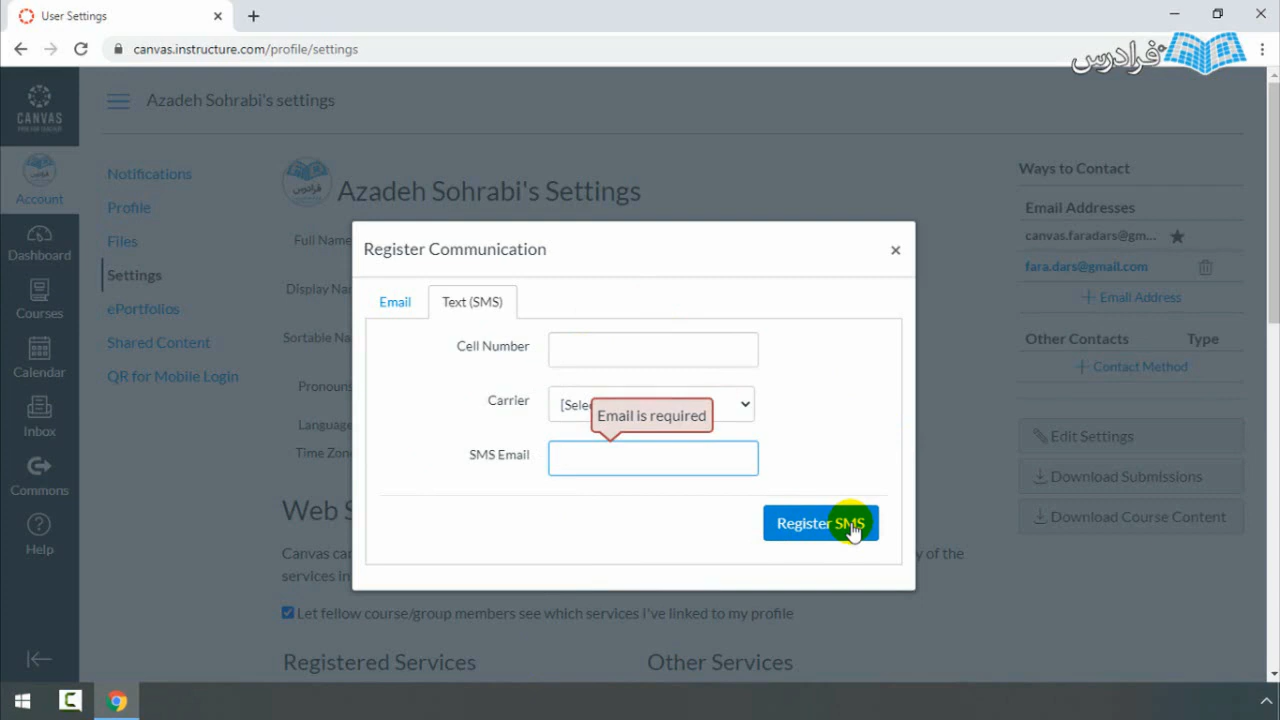 User Settings
canvas.instructure.com/profile/settings
فرادرس
CANVAS
Azadeh Sohrabi's settings
Account
Dashboard
Courses
Calendar
Inbox
Commons
Help
Notifications
Profile
Files
Settings
ePortfolios
Shared Content
QR for Mobile Login
فرادرس
Azadeh Sohrabi's Settings
Full Name
Display Nam
Sortable Na
Pronoun
Language
Time Zon
Web S
Canvas can
y of the
services in
Let fellow course/group members see which services I've linked to my profile
Registered Services
Other Services
Register Communication
Email
Text (SMS)
Cell Number
Carrier
[Sele
Email is required
SMS Email
Register SMS
Ways to Contact
Email Addresses
canvas.faradars@gm...
fara.dars@gmail.com
Email Address
Other Contacts Type
Contact Method
Edit Settings
Download Submissions
Download Course Content